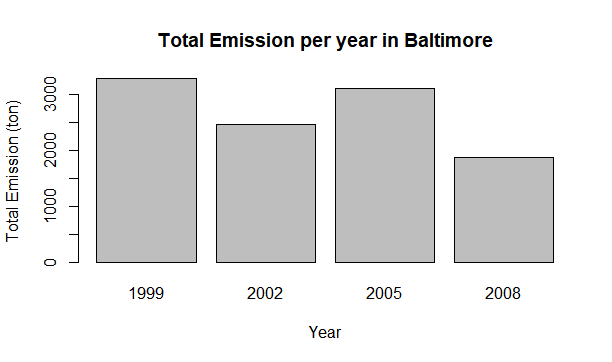 Total Emission per year in Baltimore
Total Emission (ton)
3000
2000
1000
0
1999 2002 2005 2008
Year